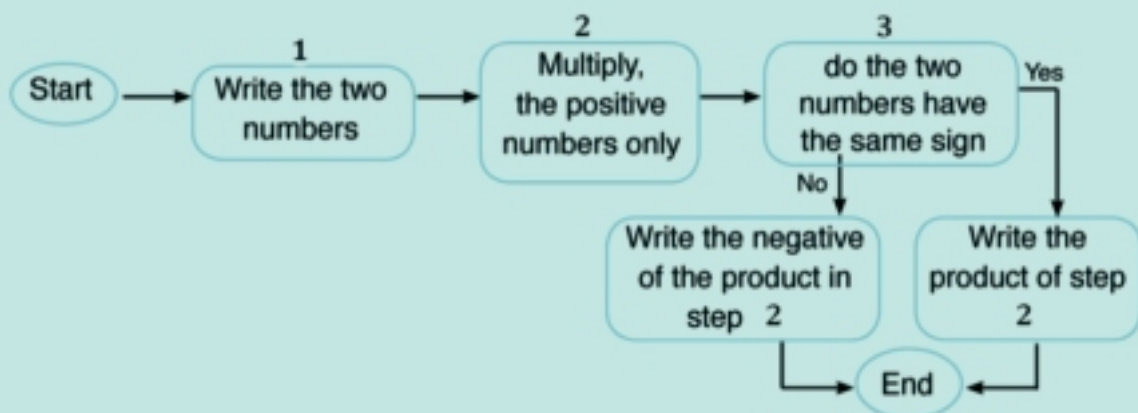 Start
1
Write the two
numbers
2
Multiply,
the positive
numbers only
3
do the two
numbers have
the same sign
Yes
No
Write the negative
of the product in
step 2
Write the
product of step
2
End